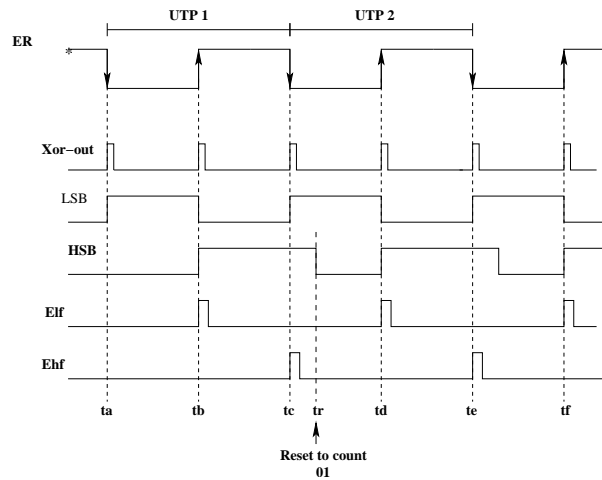 UTP 1 UTP 2
ER
*
Xor−out
LSB
HSB
Elf
Ehf
ta tb tc tr td te tf
Reset to count
01